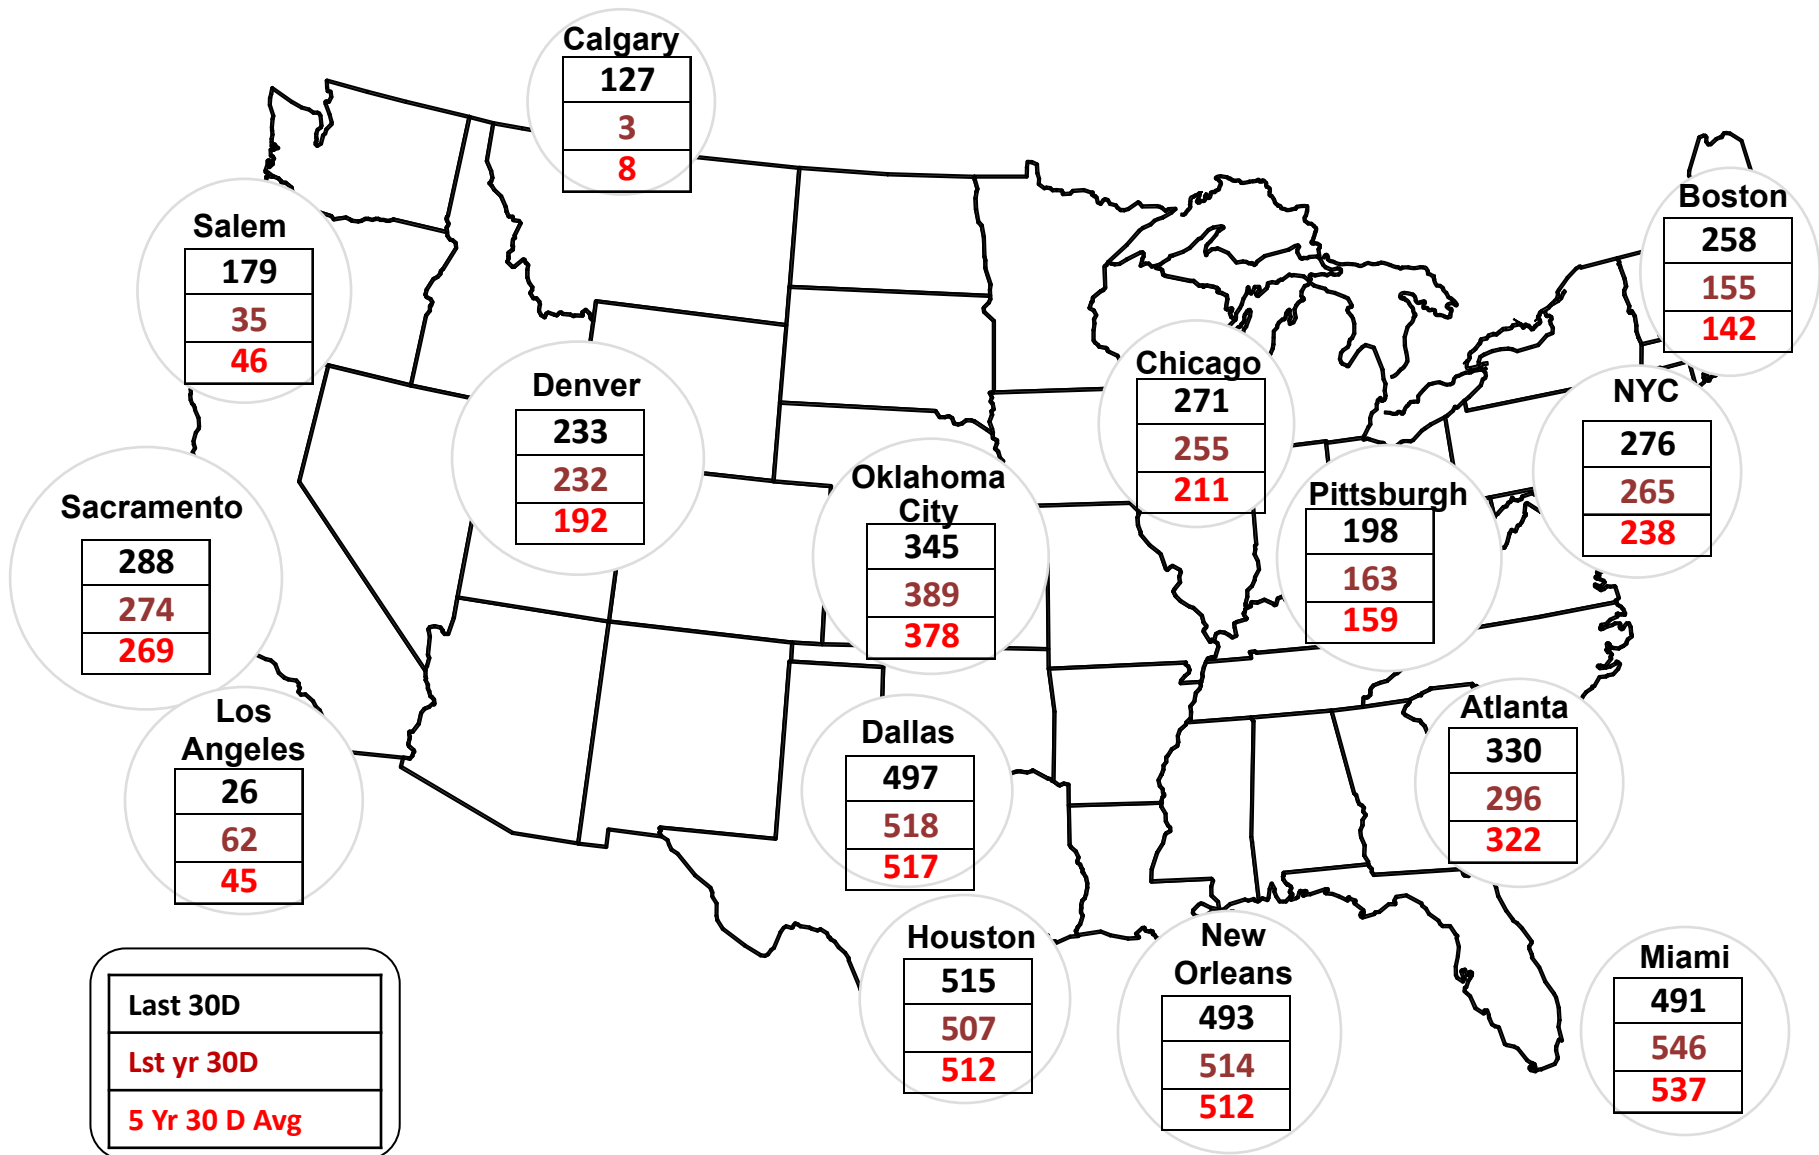 Calgary
127
3
8
Salem
179
35
46
Boston
258
155
142
Denver
233
232
192
Chicago
271
255
211
NYC
276
265
238
Sacramento
288
274
269
Oklahoma
City
345
389
378
Pittsburgh
198
163
159
Los
Angeles
26
62
45
Dallas
497
518
517
Atlanta
330
296
322
Houston
515
507
512
New
Orleans
493
514
512
Miami
491
546
537
Last 30D
Lst yr 30D
5 Yr 30 D Avg